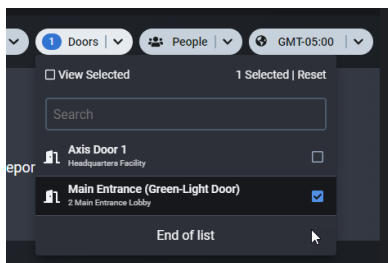 1 Doors People GMT-05:00
View Selected 1 Selected | Reset
Search
epor
Axis Door 1
Headquarters Facility
Main Entrance (Green-Light Door)
2 Main Entrance Lobby
End of list